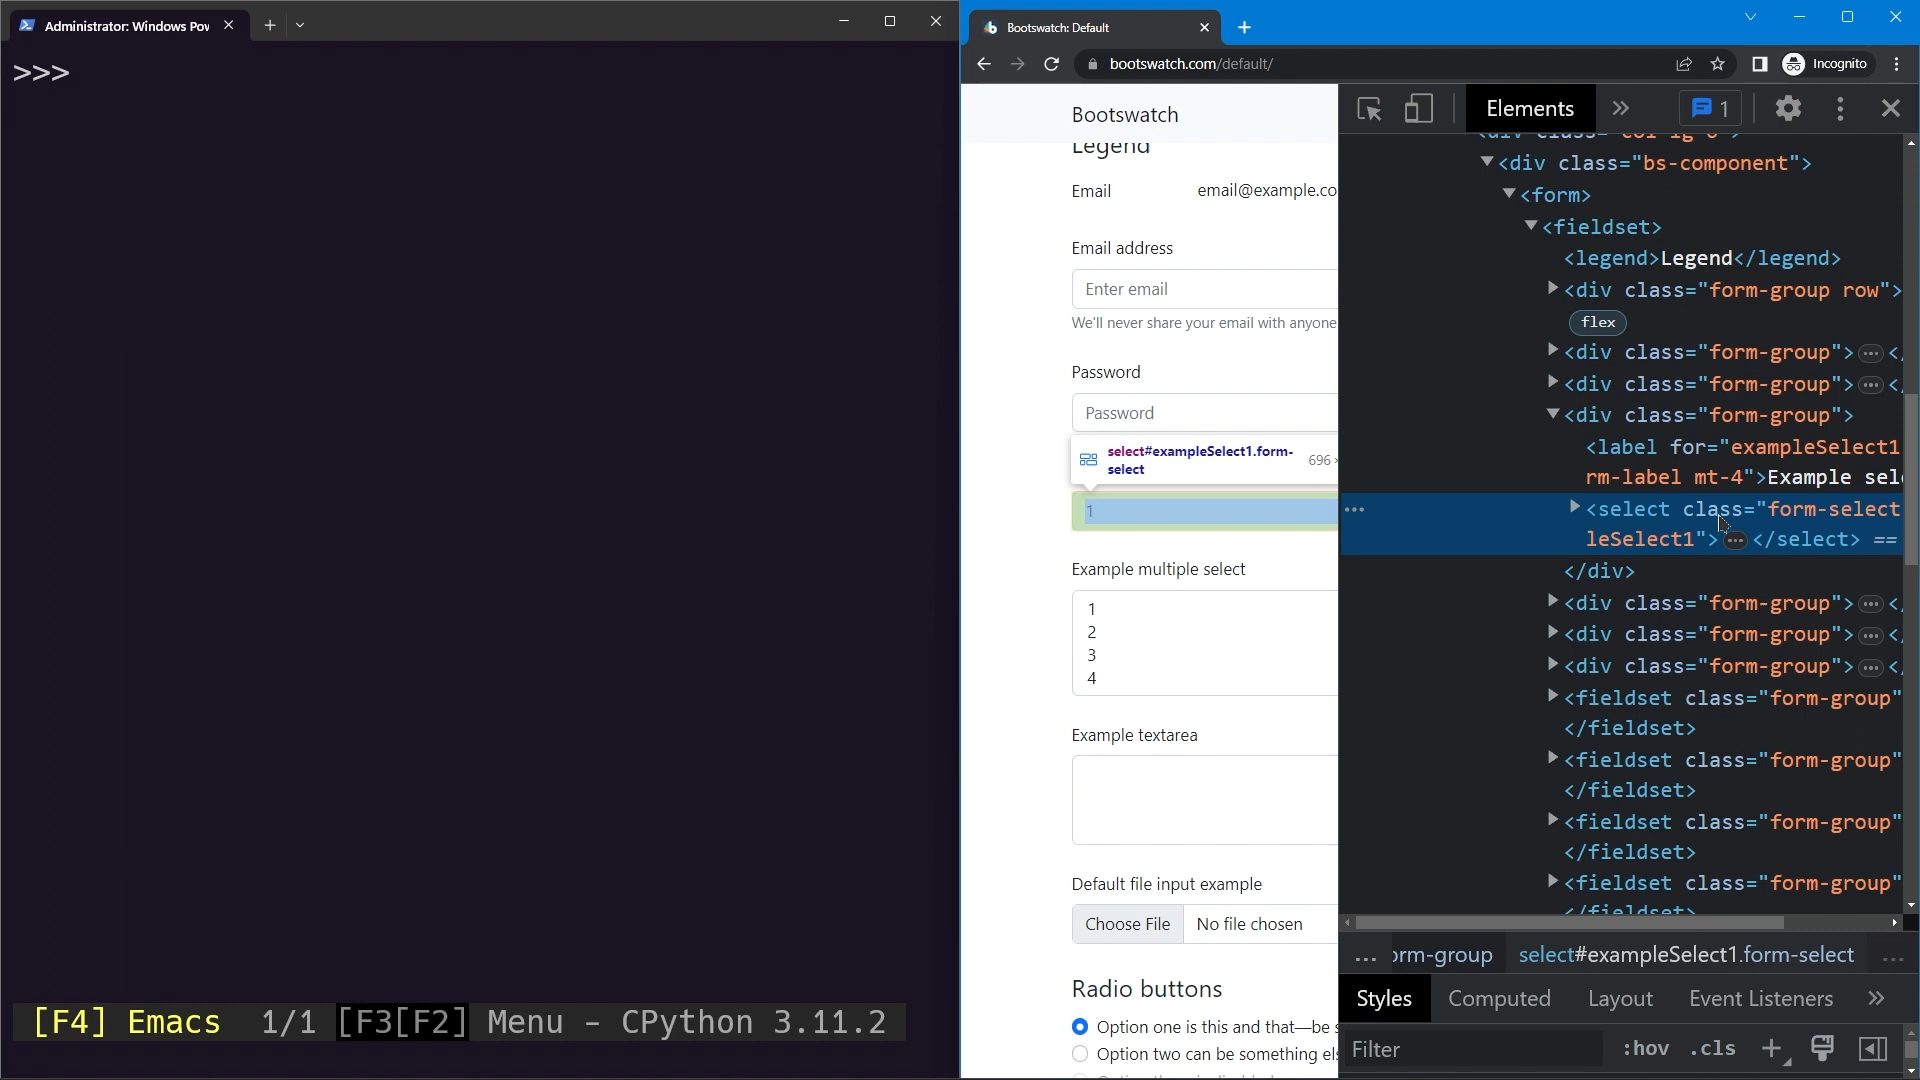 Administrator: Windows Pov
>>>
[F4] Emacs 1/1 [F3[F2] Menu - CPython 3.11.2
Bootswatch: Default
bootswatch.com/default/
Incognito
Bootswatch
Legend
Email email@example.co
Email address
Enter email
We'll never share your email with anyone
Password
Password
select#exampleSelect1.form-
select
696 ×
1
Example multiple select
1
2
3
4
Example textarea
Default file input example
Choose File No file chosen
Radio buttons
Option one is this and that—be s
Option two can be something els
Elements » 1
<div class="bs-component">
<form>
<fieldset>
<legend>Legend</legend>
<div class="form-group row">
flex
<div class="form-group"> … </
<div class="form-group"> … </
<div class="form-group">
<label for="exampleSelect1
rm-label mt-4">Example sele
<select class="form-select
leSelect1"> … </select> ==
</div>
<div class="form-group"> … </
<div class="form-group"> … </
<div class="form-group"> … </
<fieldset class="form-group"
</fieldset>
<fieldset class="form-group"
</fieldset>
<fieldset class="form-group"
</fieldset>
<fieldset class="form-group"
</fieldset>
… orm-group select#exampleSelect1.form-select …
Styles Computed Layout Event Listeners »
Filter :hov .cls